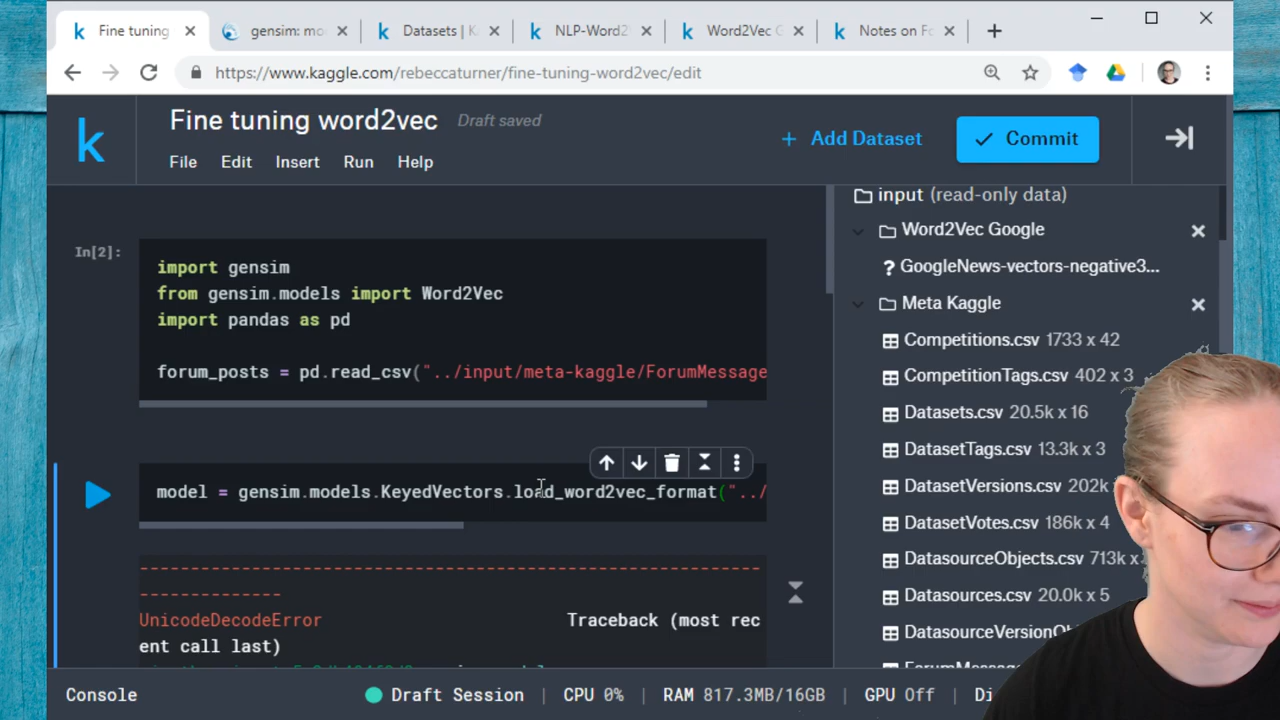 Fine tuning
gensim: mo
Datasets | K
NLP-Word2
Word2Vec G
Notes on Fo
https://www.kaggle.com/rebeccaturner/fine-tuning-word2vec/edit
k
Fine tuning word2vec
Draft saved
+ Add Dataset
Commit
File
Edit
Insert
Run
Help
input (read-only data)
Word2Vec Google
GoogleNews-vectors-negative3...
Meta Kaggle
Competitions.csv 1733 x 42
CompetitionTags.csv 402 x 3
Datasets.csv 20.5k x 16
DatasetTags.csv 13.3k x 3
DatasetVersions.csv 202k
DatasetVotes.csv 186k x 4
DatasourceObjects.csv 713k x
Datasources.csv 20.0k x 5
DatasourceVersionOb
In[2]:
import gensim
from gensim.models import Word2Vec
import pandas as pd
forum_posts = pd.read_csv("../input/meta-kaggle/ForumMessage
model = gensim.models.KeyedVectors.load_word2vec_format("../
UnicodeDecodeError Traceback (most rec
ent call last)
Console
Draft Session | CPU 0% | RAM 817.3MB/16GB | GPU Off | Di